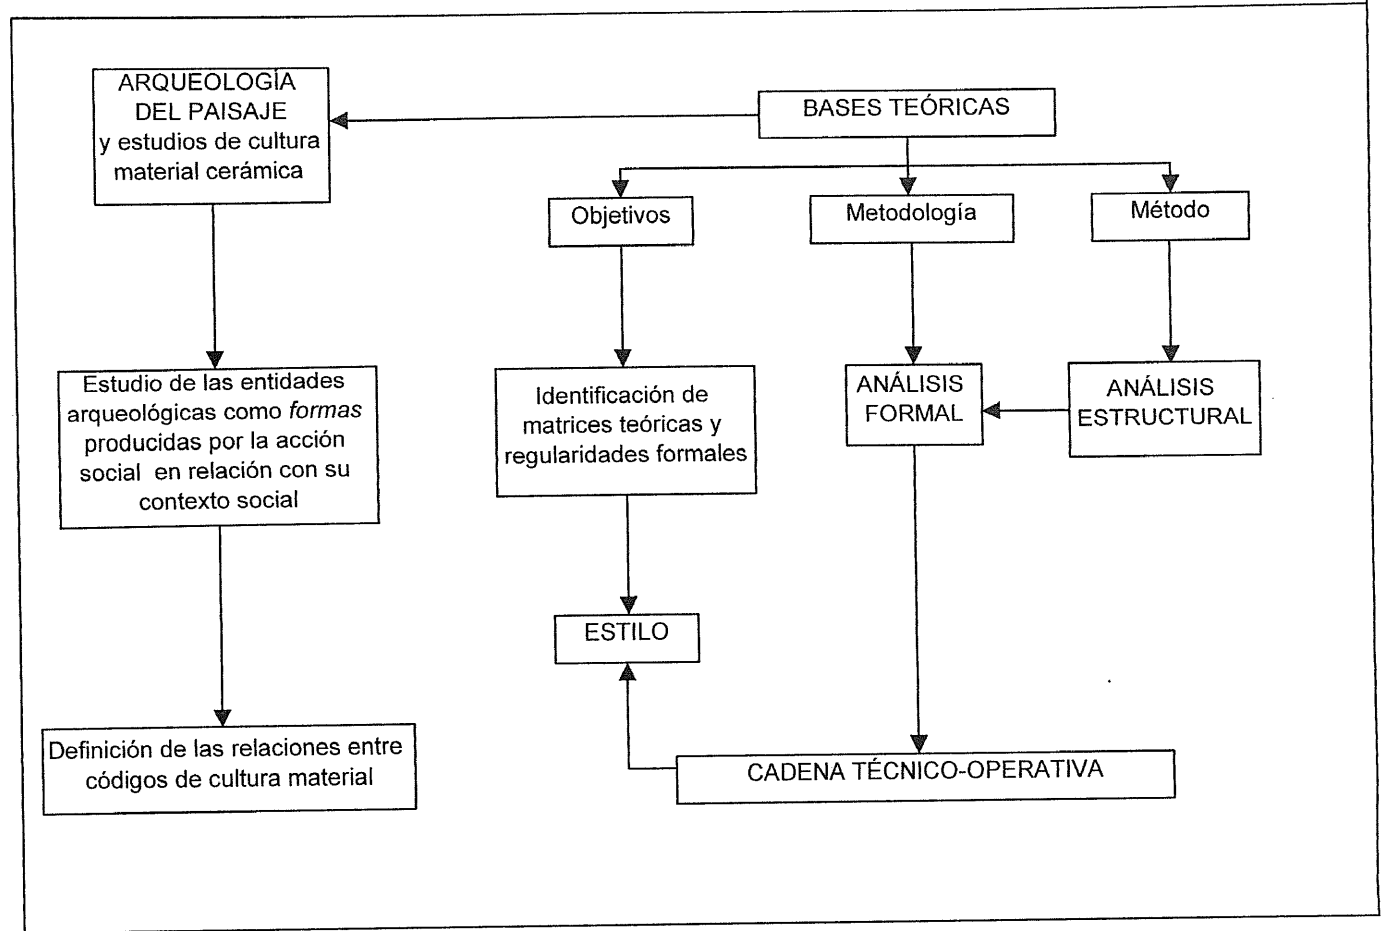 ARQUEOLOGÍA
DEL PAISAJE
y estudios de cultura
material cerámica
BASES TEÓRICAS
Objetivos
Metodología
Método
Estudio de las entidades
arqueológicas como formas
producidas por la acción
social en relación con su
contexto social
Identificación de
matrices teóricas y
regularidades formales
ANÁLISIS
FORMAL
ANÁLISIS
ESTRUCTURAL
ESTILO
Definición de las relaciones entre
códigos de cultura material
CADENA TÉCNICO-OPERATIVA